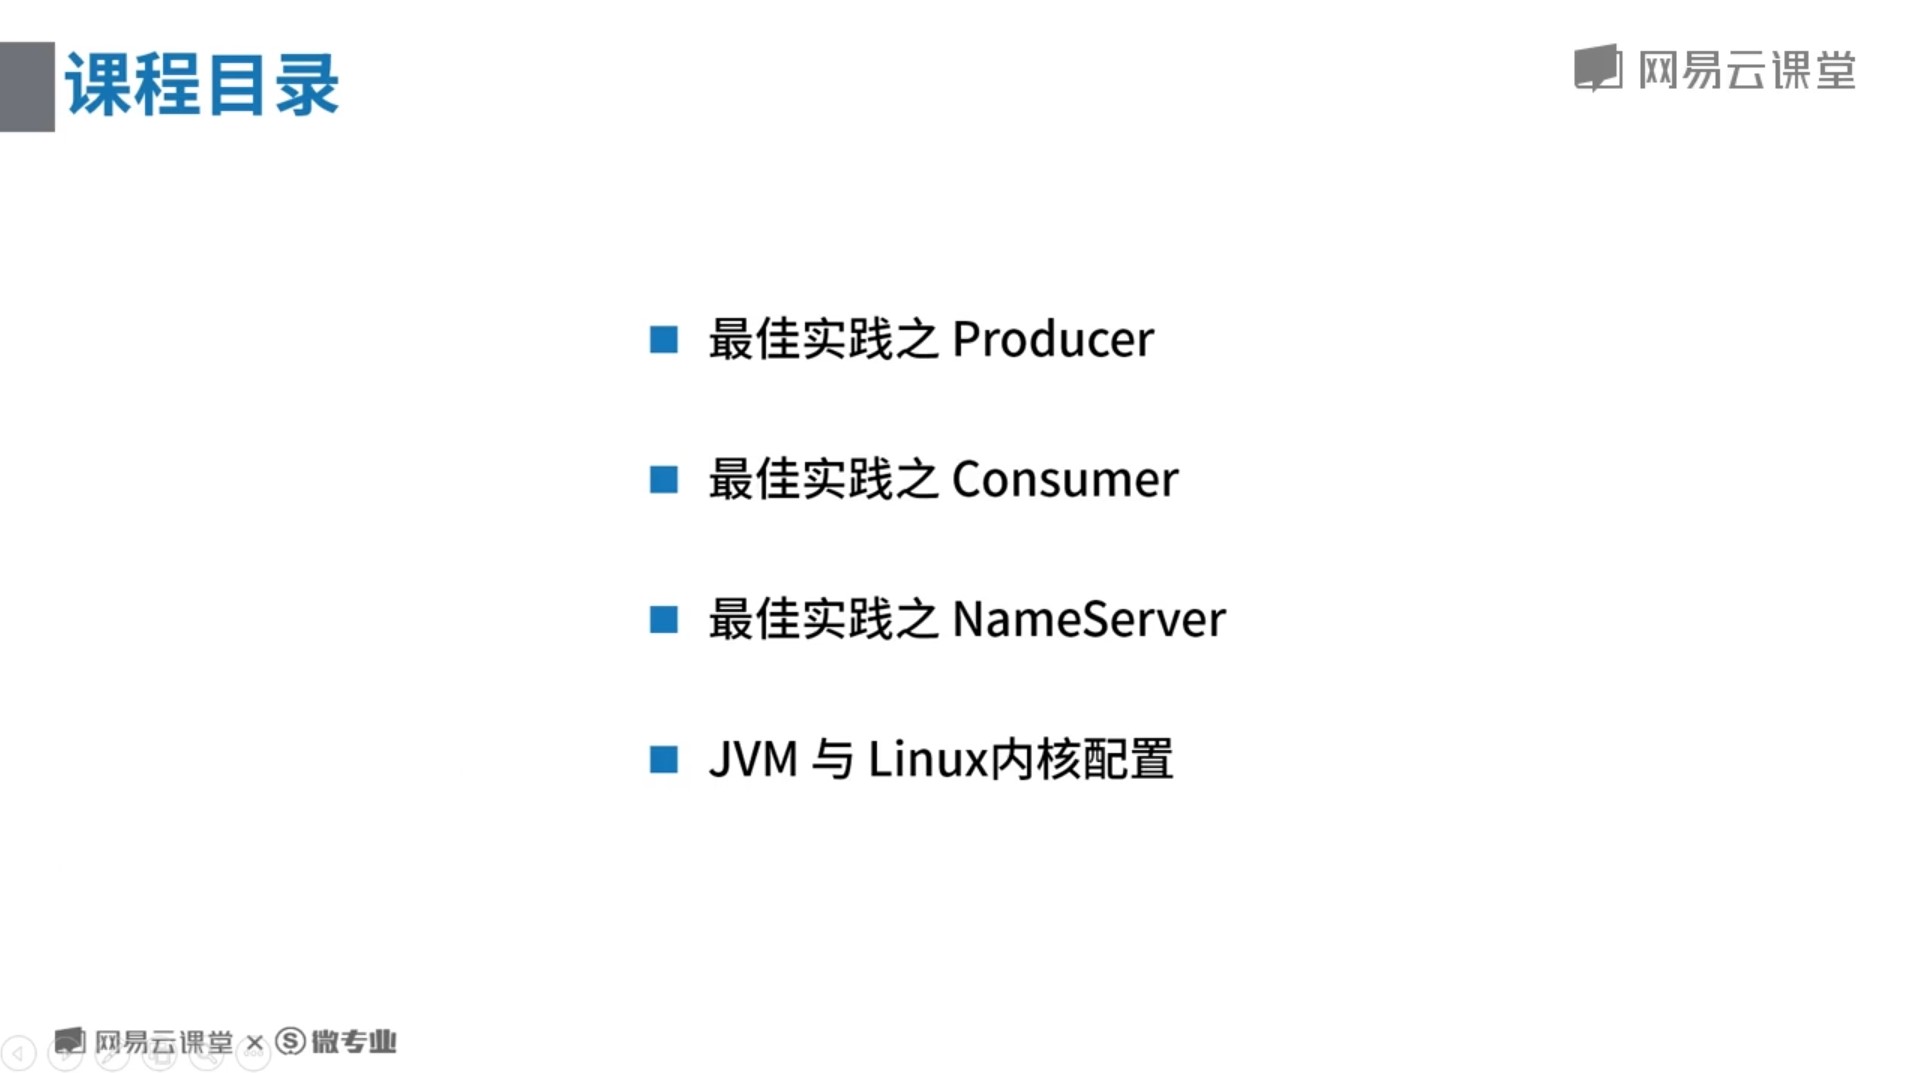 课程目录
网易云课堂
最佳实践之 Producer
最佳实践之 Consumer
最佳实践之 NameServer
JVM 与 Linux内核配置
网易云课堂 × 微专业